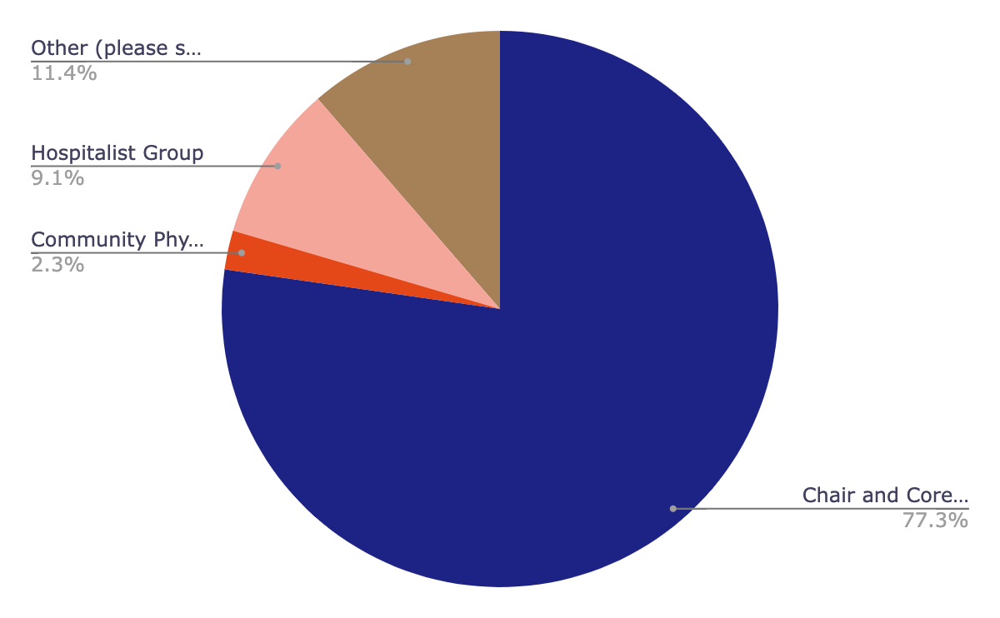 Other (please s...
11.4%
Hospitalist Group
9.1%
Community Phy...
2.3%
Chair and Core...
77.3%